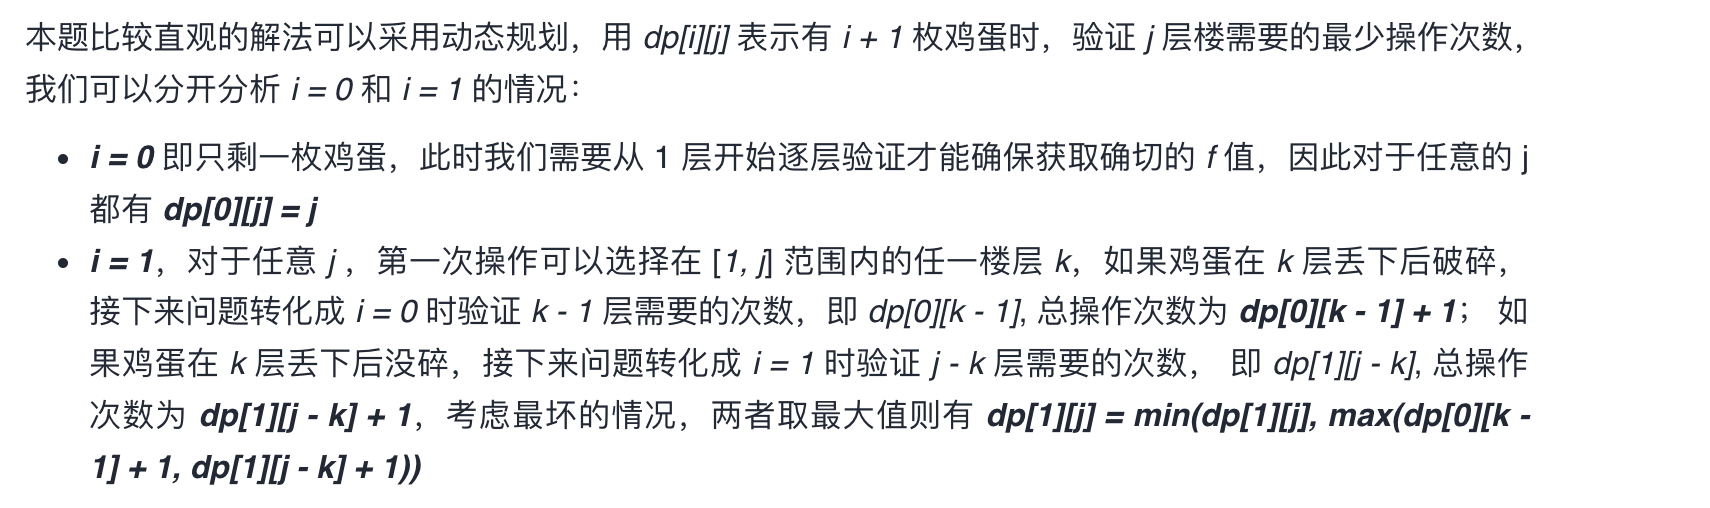 本题比较直观的解法可以采用动态规划，用 dp[i][j] 表示有 i + 1 枚鸡蛋时，验证 j 层楼需要的最少操作次数，
我们可以分开分析 i = 0 和 i = 1 的情况：
• i = 0 即只剩一枚鸡蛋，此时我们需要从 1 层开始逐层验证才能确保获取确切的 f 值，因此对于任意的 j
都有 dp[0][j] = j
• i = 1，对于任意 j ，第一次操作可以选择在 [1, j] 范围内的任一楼层 k，如果鸡蛋在 k 层丢下后破碎，
接下来问题转化成 i = 0 时验证 k - 1 层需要的次数，即 dp[0][k - 1], 总操作次数为 dp[0][k - 1] + 1； 如
果鸡蛋在 k 层丢下后没碎，接下来问题转化成 i = 1 时验证 j - k 层需要的次数， 即 dp[1][j - k], 总操作
次数为 dp[1][j - k] + 1，考虑最坏的情况，两者取最大值则有 dp[1][j] = min(dp[1][j], max(dp[0][k -
1] + 1, dp[1][j - k] + 1))